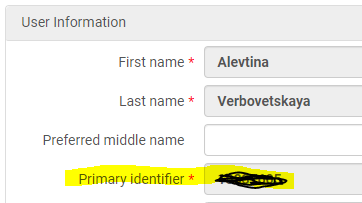 User Information
First name * Alevtina
Last name * Verbovetskaya
Preferred middle name
Primary identifier *